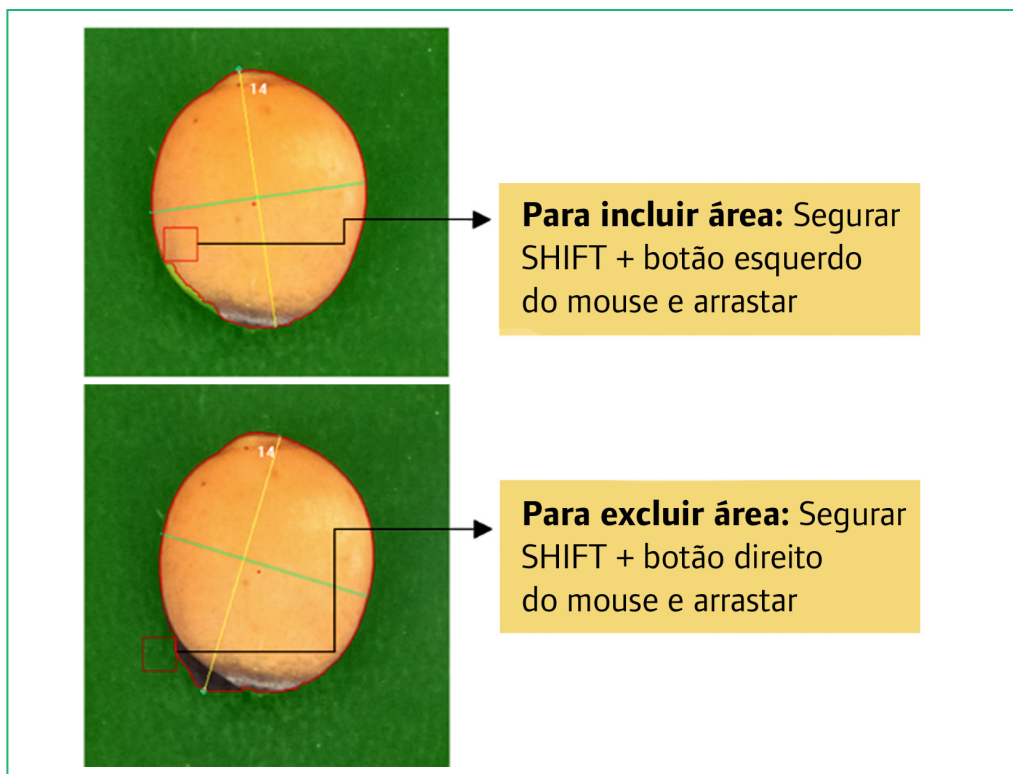 14
Para incluir área: Segurar
SHIFT + botão esquerdo
do mouse e arrastar
14
Para excluir área: Segurar
SHIFT + botão direito
do mouse e arrastar